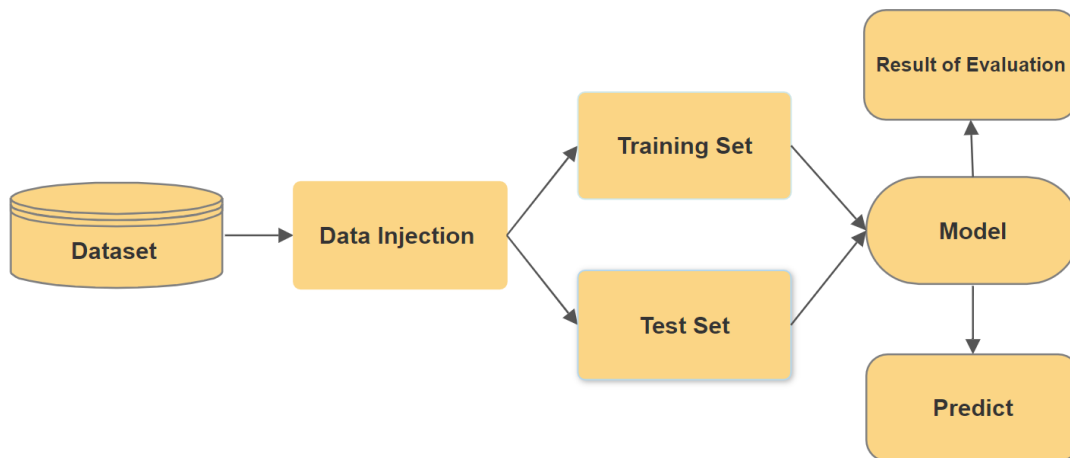 Dataset
Data Injection
Training Set
Test Set
Model
Result of Evaluation
Predict